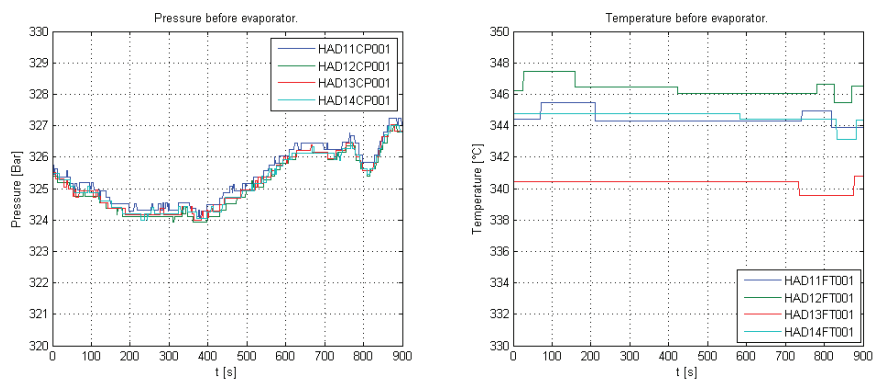 Pressure before evaporator.
330
329
328
327
326
325
324
323
322
321
320
Pressure [Bar]
HAD11CP001
HAD12CP001
HAD13CP001
HAD14CP001
0 100 200 300 400 500 600 700 800 900
t [s]
Temperature before evaporator.
350
348
346
344
342
340
338
336
334
332
330
Temperature [ºC]
HAD11FT001
HAD12FT001
HAD13FT001
HAD14FT001
0 100 200 300 400 500 600 700 800 900
t [s]